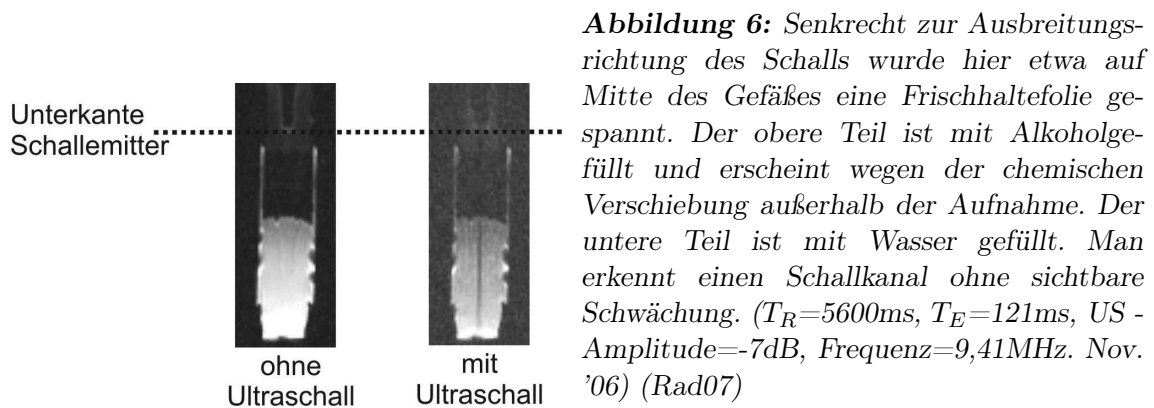 Unterkante
Schallemitter
ohne
Ultraschall
mit
Ultraschall
Abbildung 6: Senkrecht zur Ausbreitungs-
richtung des Schalls wurde hier etwa auf
Mitte des Gefäßes eine Frischhaltefolie ge-
spannt. Der obere Teil ist mit Alkoholge-
füllt und erscheint wegen der chemischen
Verschiebung außerhalb der Aufnahme. Der
untere Teil ist mit Wasser gefüllt. Man
erkennt einen Schallkanal ohne sichtbare
Schwächung. (T_R=5600ms, T_E=121ms, US -
Amplitude=-7dB, Frequenz=9,41MHz. Nov.
'06) (Rad07)